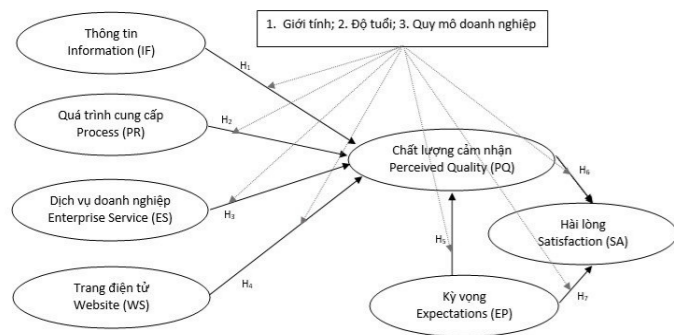 Thông tin
Information (IF)
1. Giới tính; 2. Độ tuổi; 3. Quy mô doanh nghiệp
H₁
Quá trình cung cấp
Process (PR)
H₂
Chất lượng cảm nhận
Perceived Quality (PQ)
H₆
Dịch vụ doanh nghiệp
Enterprise Service (ES)
H₃
Hài lòng
Satisfaction (SA)
H₅
Trang điện tử
Website (WS)
H₄
Kỳ vọng
Expectations (EP)
H₇